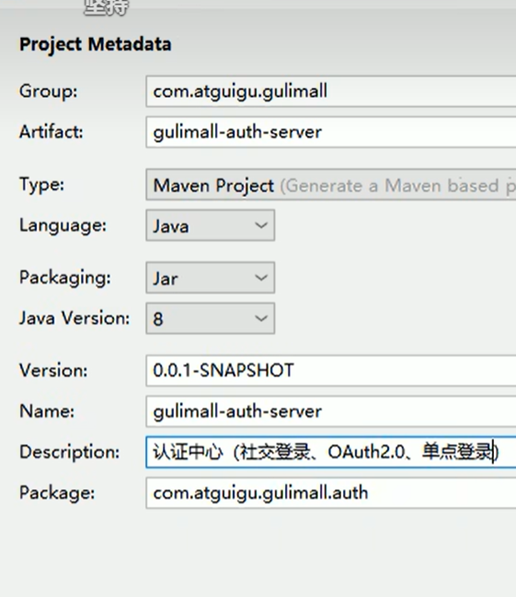 坚持
Project Metadata
Group: com.atguigu.gulimall
Artifact: gulimall-auth-server
Type: Maven Project (Generate a Maven based p
Language: Java
Packaging: Jar
Java Version: 8
Version: 0.0.1-SNAPSHOT
Name: gulimall-auth-server
Description: 认证中心（社交登录、OAuth2.0、单点登录）
Package: com.atguigu.gulimall.auth